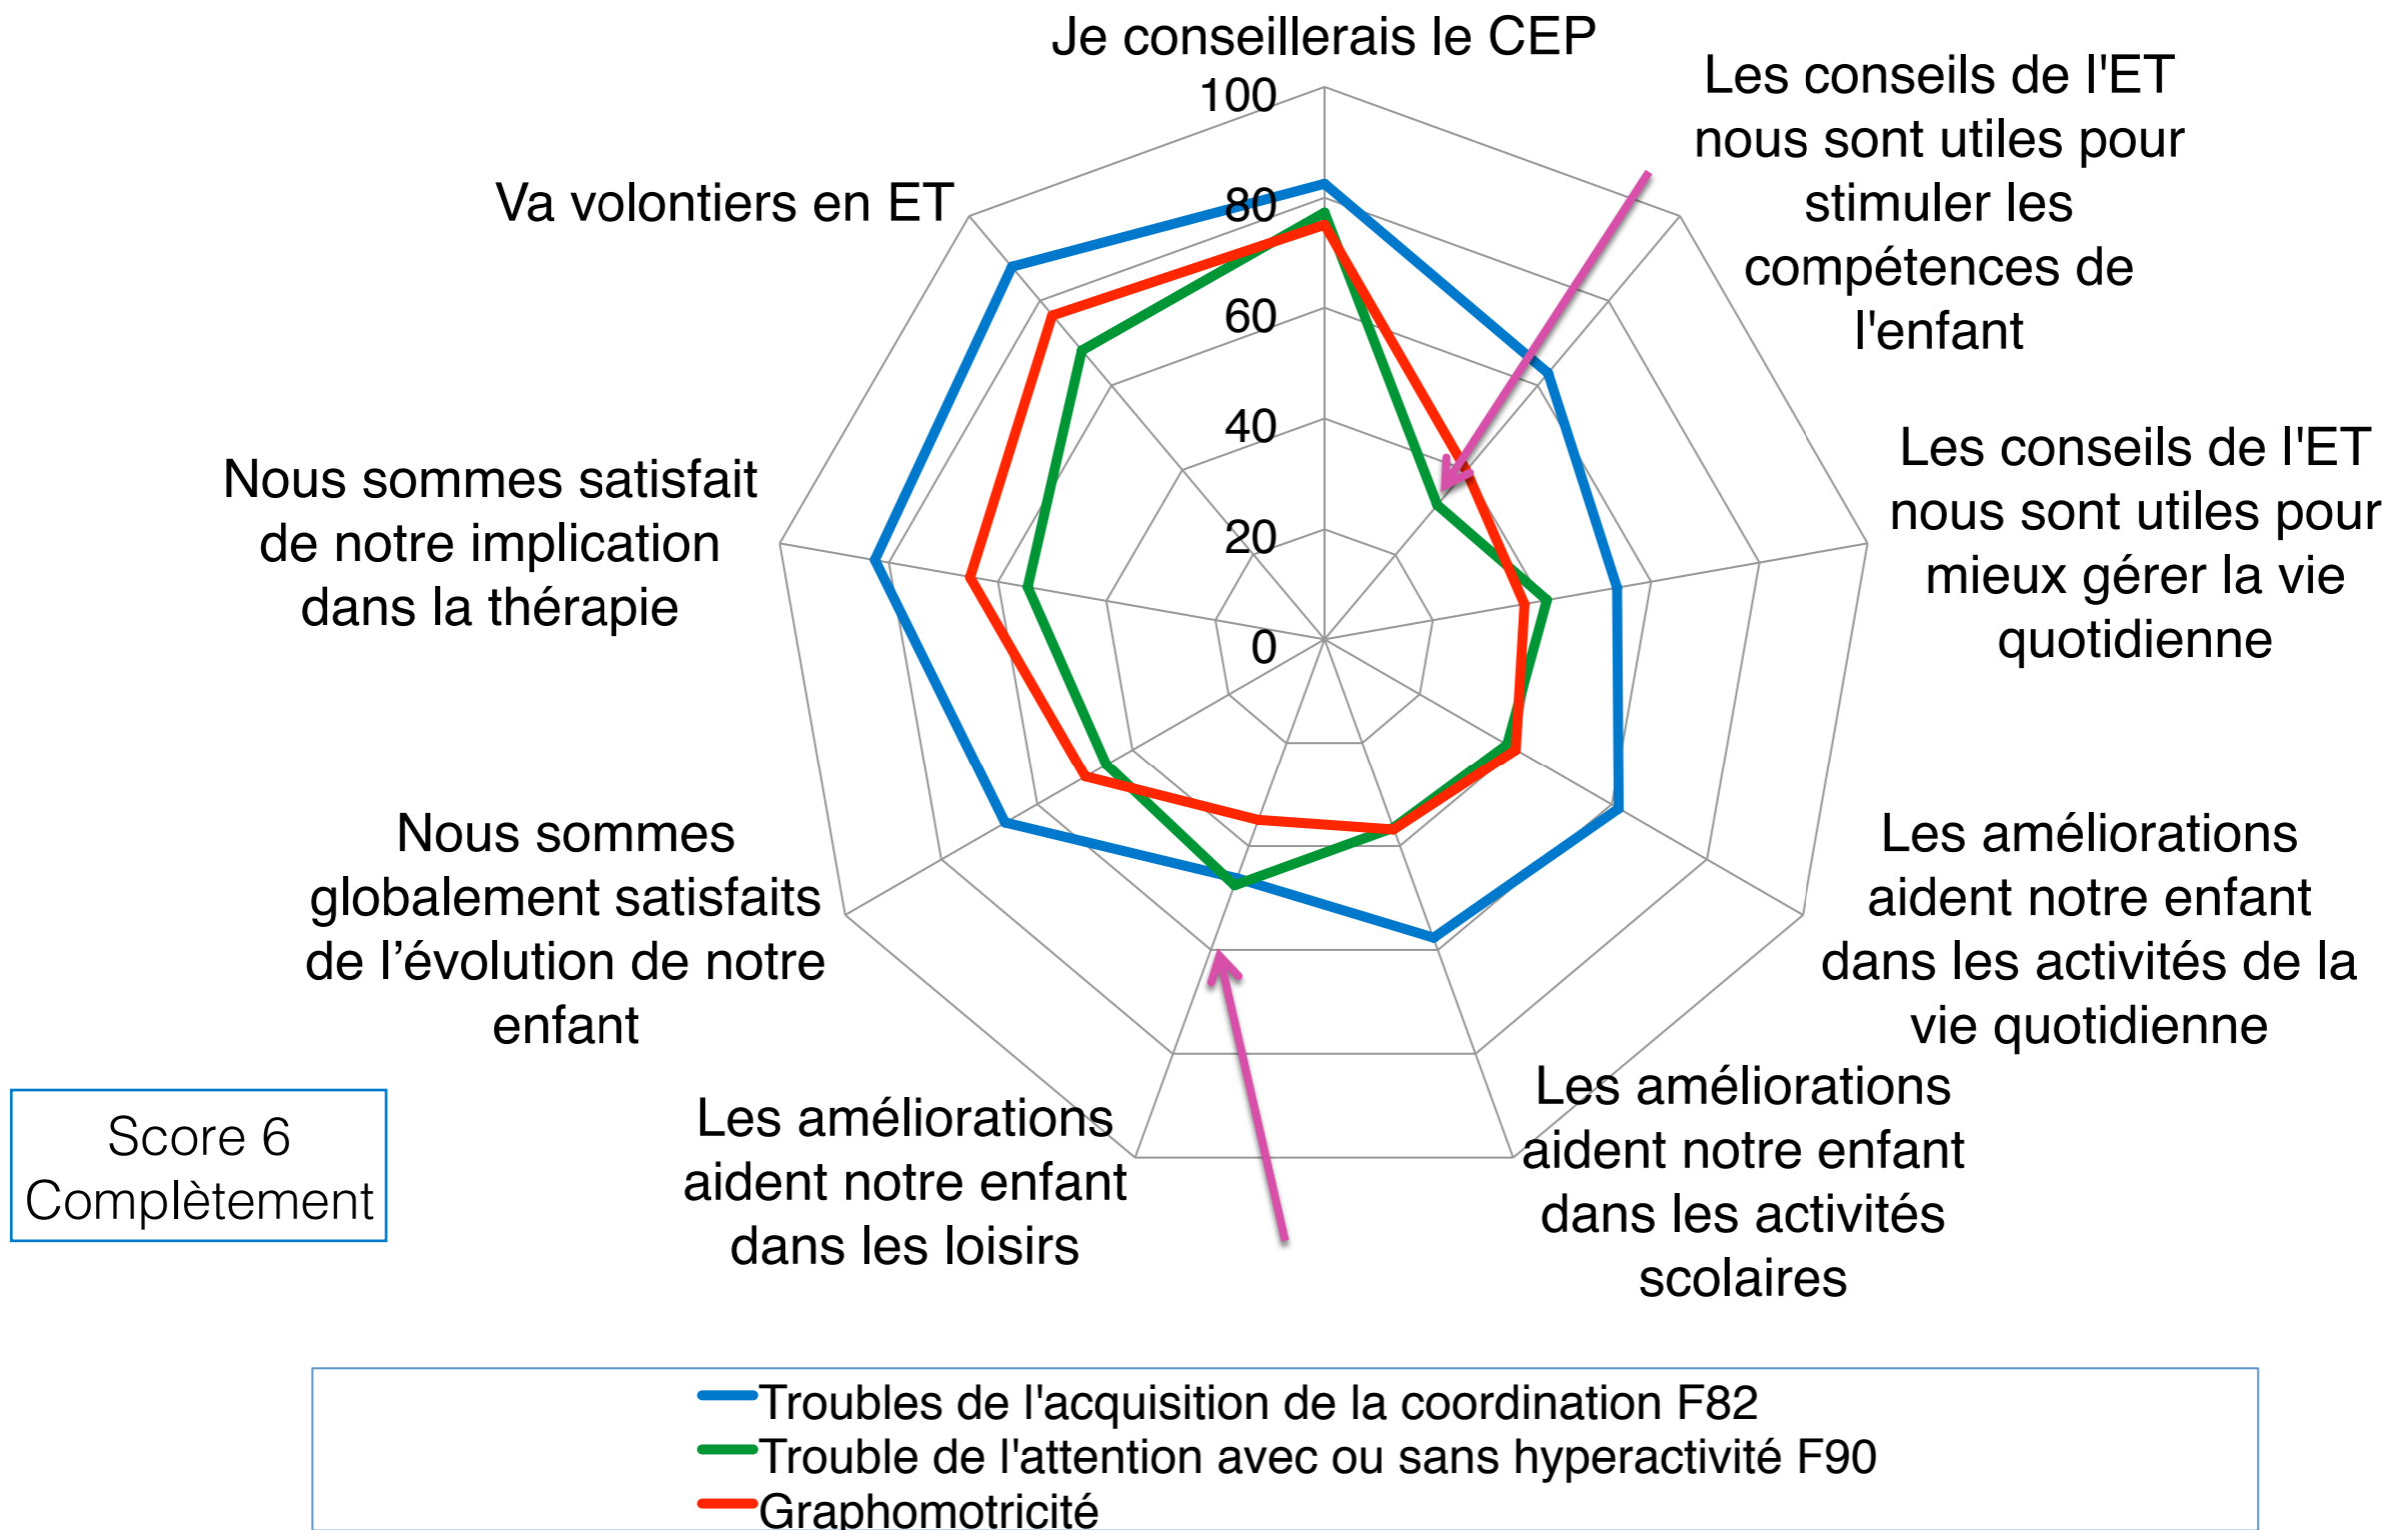 Je conseillerais le CEP
Les conseils de l'ET
nous sont utiles pour
stimuler les
compétences de
l'enfant
Les conseils de l'ET
nous sont utiles pour
mieux gérer la vie
quotidienne
Les améliorations
aident notre enfant
dans les activités de la
vie quotidienne
Les améliorations
aident notre enfant
dans les activités
scolaires
Les améliorations
aident notre enfant
dans les loisirs
Nous sommes
globalement satisfaits
de l’évolution de notre
enfant
Nous sommes satisfait
de notre implication
dans la thérapie
Va volontiers en ET
100
80
60
40
20
0
Score 6
Complètement
Troubles de l'acquisition de la coordination F82
Trouble de l'attention avec ou sans hyperactivité F90
Graphomotricité